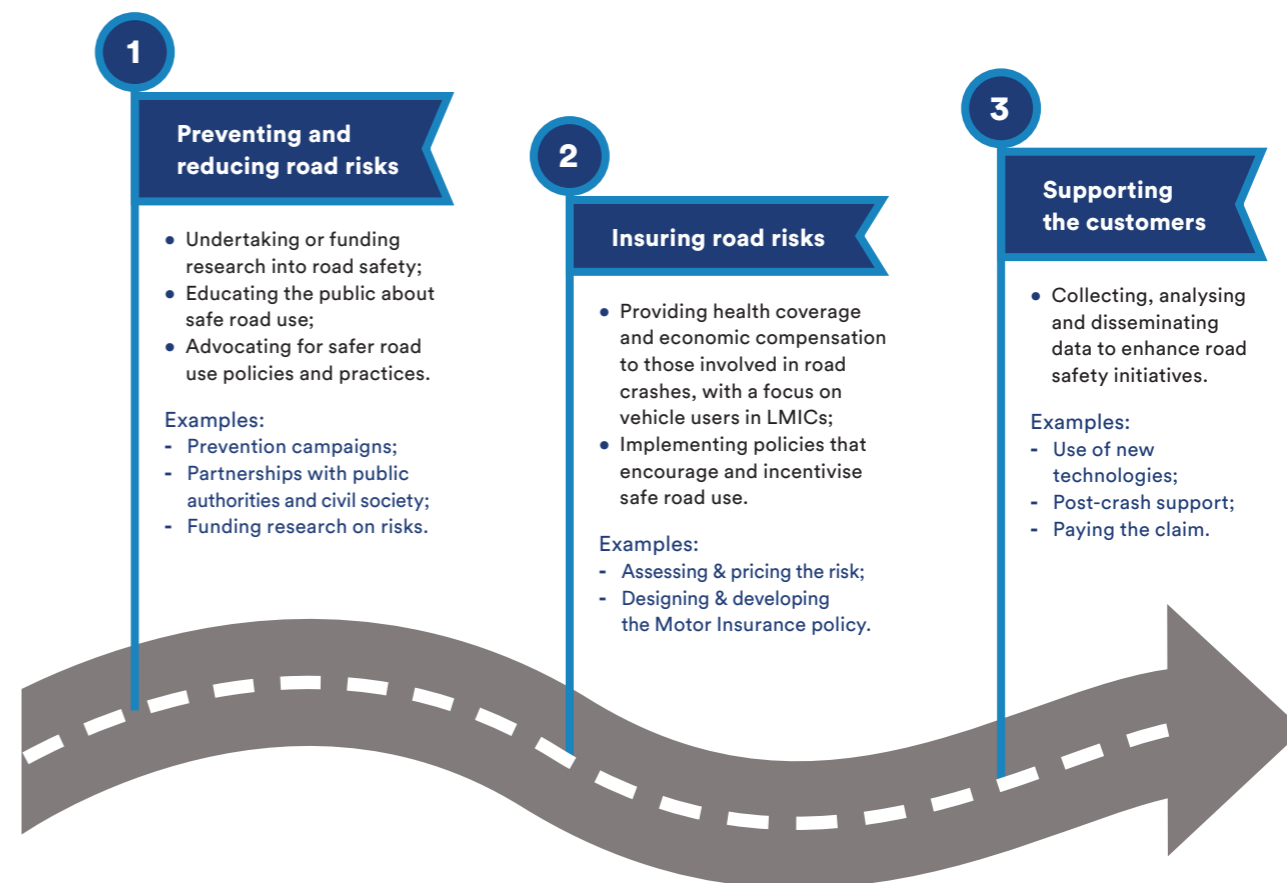 1
Preventing and
reducing road risks
● Undertaking or funding
research into road safety;
● Educating the public about
safe road use;
● Advocating for safer road
use policies and practices.
Examples:
- Prevention campaigns;
- Partnerships with public
authorities and civil society;
- Funding research on risks.
2
Insuring road risks
● Providing health coverage
and economic compensation
to those involved in road
crashes, with a focus on
vehicle users in LMICs;
● Implementing policies that
encourage and incentivise
safe road use.
Examples:
- Assessing & pricing the risk;
- Designing & developing
the Motor Insurance policy.
3
Supporting
the customers
● Collecting, analysing
and disseminating
data to enhance road
safety initiatives.
Examples:
- Use of new
technologies;
- Post-crash support;
- Paying the claim.